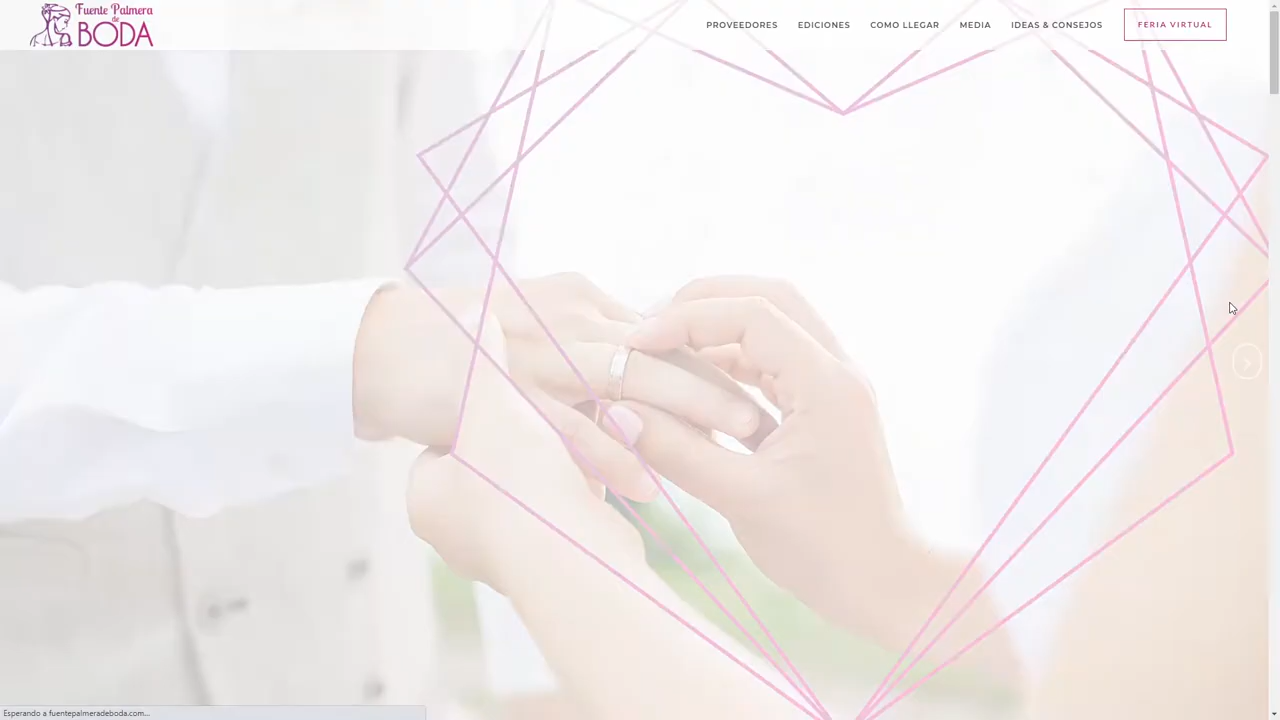 Fuente Palmera
de
BODA
PROVEEDORES
EDICIONES
COMO LLEGAR
MEDIA
IDEAS & CONSEJOS
FERIA VIRTUAL
Esperando a fuentepalmeradeboda.com...